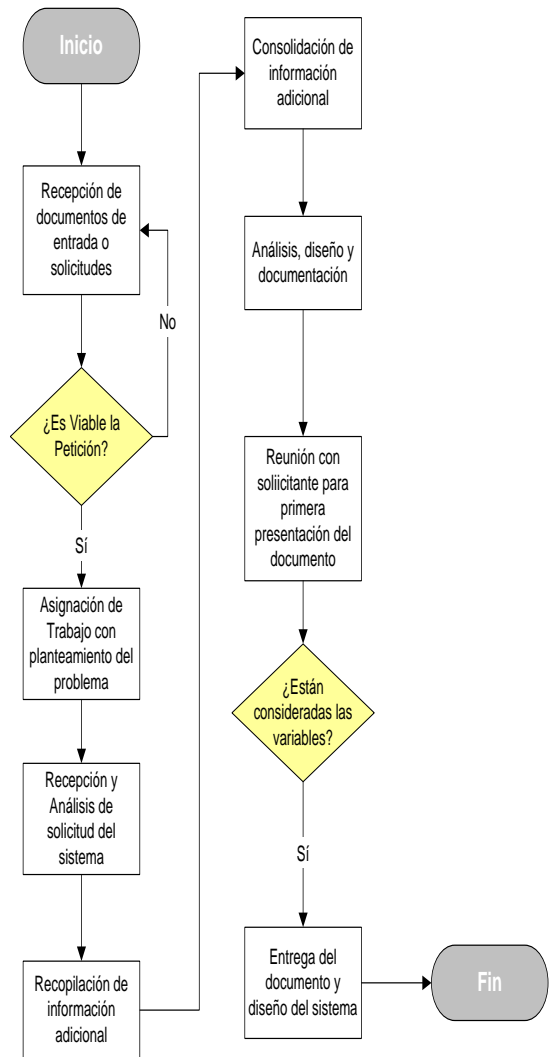 Inicio
Recepción de
documentos de
entrada o
solicitudes
No
¿Es Viable la
Petición?
Sí
Asignación de
Trabajo con
planteamiento del
problema
Recepción y
Análisis de
solicitud del
sistema
Recopilación de
información
adicional
Consolidación de
información
adicional
Análisis, diseño y
documentación
Reunión con
soliicitante para
primera
presentación del
documento
¿Están
consideradas las
variables?
Sí
Entrega del
documento y
diseño del sistema
Fin